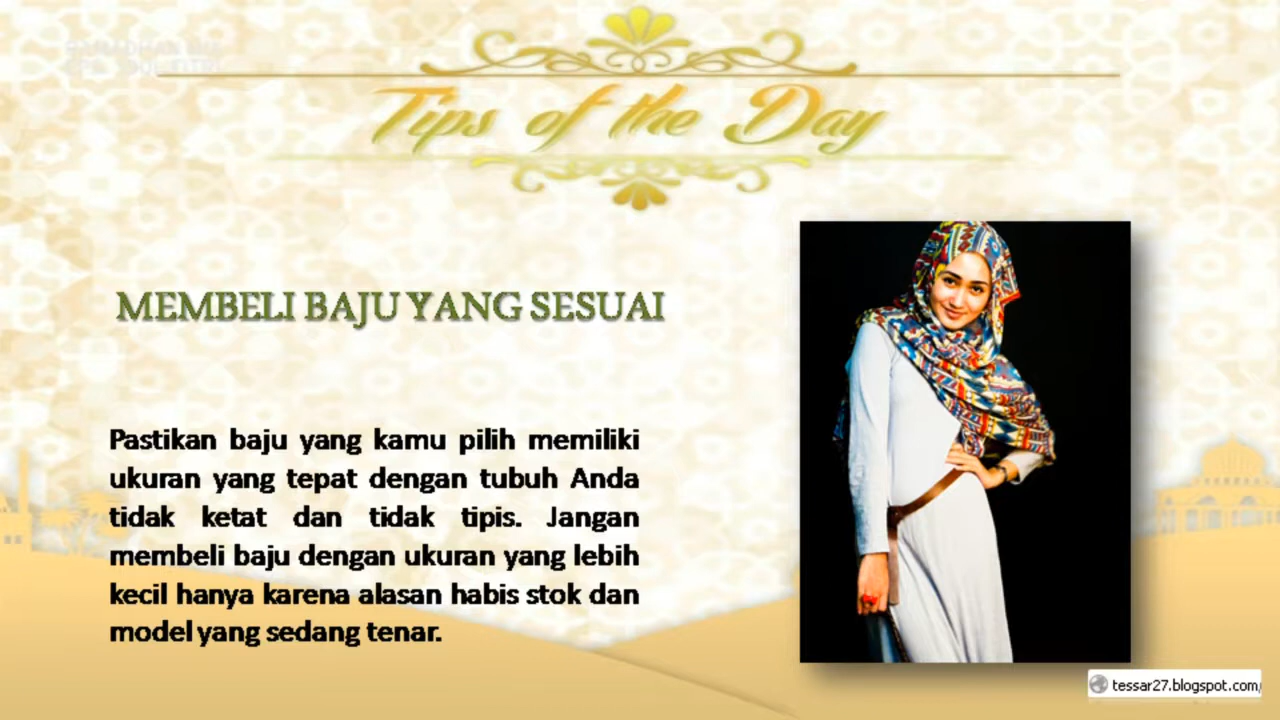 Tips of the Day
MEMBELI BAJU YANG SESUAI
Pastikan baju yang kamu pilih memiliki
ukuran yang tepat dengan tubuh Anda
tidak ketat dan tidak tipis. Jangan
membeli baju dengan ukuran yang lebih
kecil hanya karena alasan habis stok dan
model yang sedang tenar.
tessar27.blogspot.com/